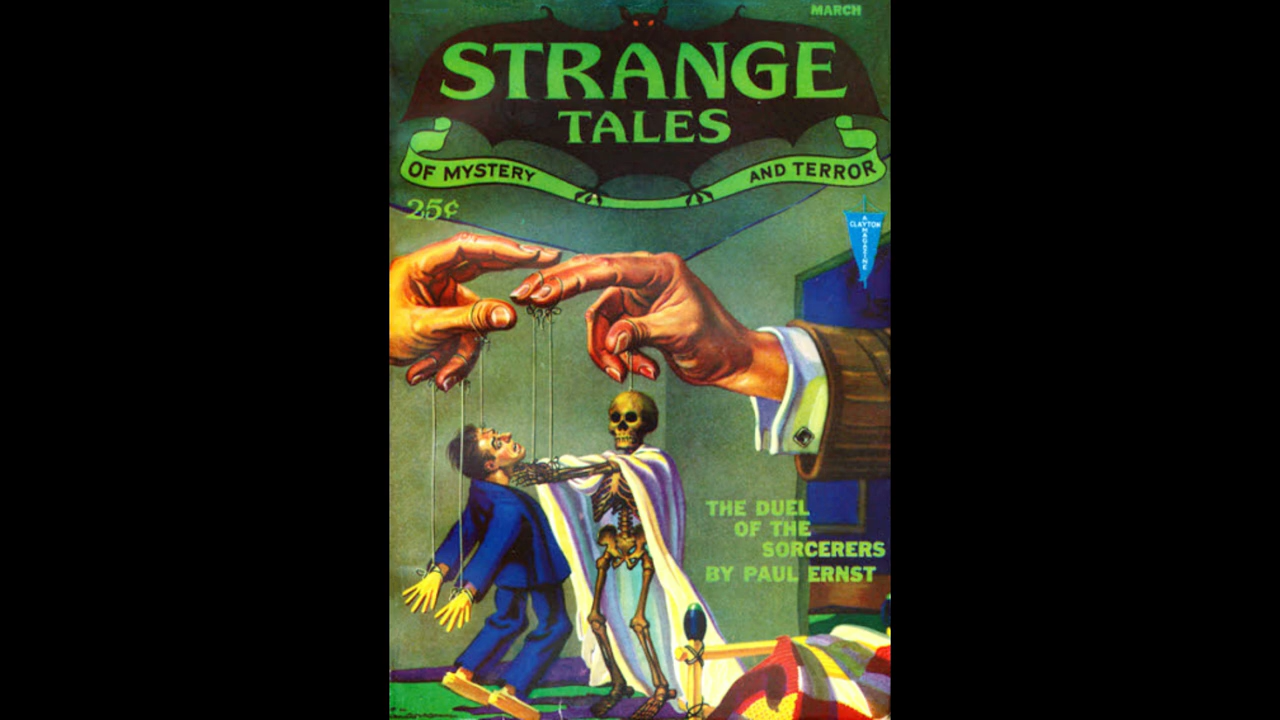 MARCH
STRANGE
TALES
OF MYSTERY AND TERROR
25¢
A
CLAYTON
MAGAZINE
THE DUEL
OF THE
SORCERERS
BY PAUL ERNST